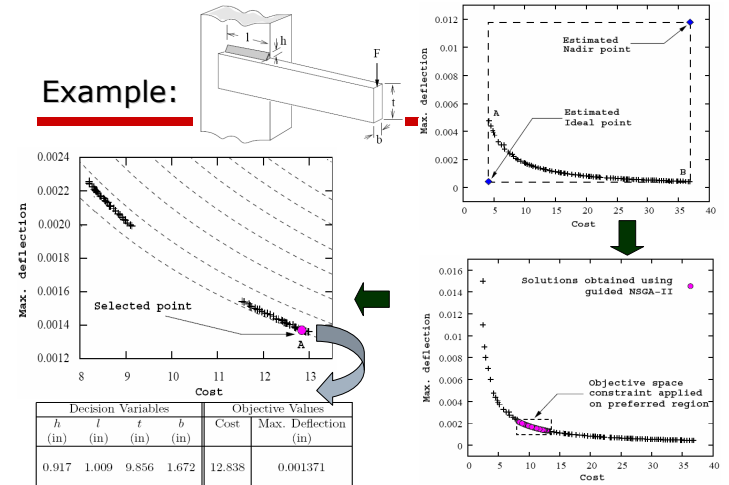 Example:
l
h
F
t
b
0.012
0.01
0.008
0.006
0.004
0.002
0
Max. deflection
Estimated
Nadir point
A
Estimated
Ideal point
B
0 5 10 15 20 25 30 35 40
Cost
0.0024
0.0022
0.0020
0.0018
0.0016
0.0014
0.0012
Max. deflection
Selected point
A
8 9 10 11 12 13
Cost
0.016
0.014
0.012
0.01
0.008
0.006
0.004
0.002
0
Max. deflection
Solutions obtained using
guided NSGA-II
Objective space
constraint applied
on preferred region
0 5 10 15 20 25 30 35 40
Cost
Decision Variables Objective Values
h l t b Cost Max. Deflection
(in) (in) (in) (in) (in)
0.917 1.009 9.856 1.672 12.838 0.001371